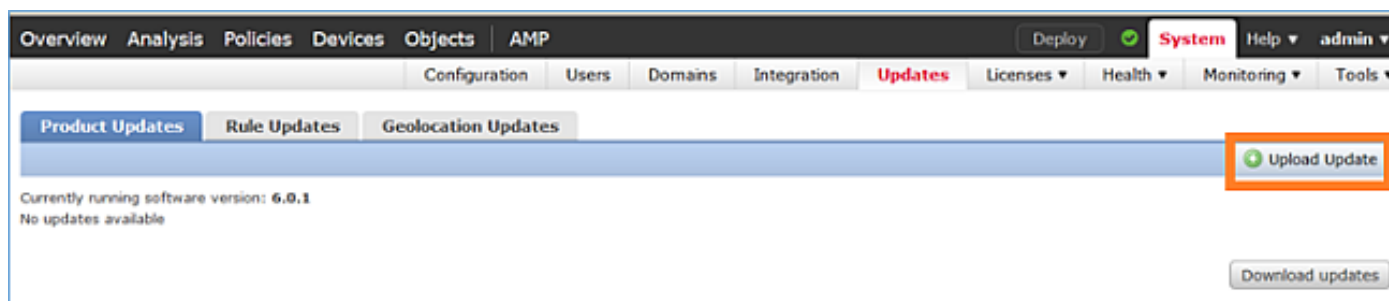 Overview Analysis Policies Devices Objects AMP Deploy System Help ▾ admin ▾
Configuration Users Domains Integration Updates Licenses ▾ Health ▾ Monitoring ▾ Tools ▾
Product Updates Rule Updates Geolocation Updates
Upload Update
Currently running software version: 6.0.1
No updates available
Download updates